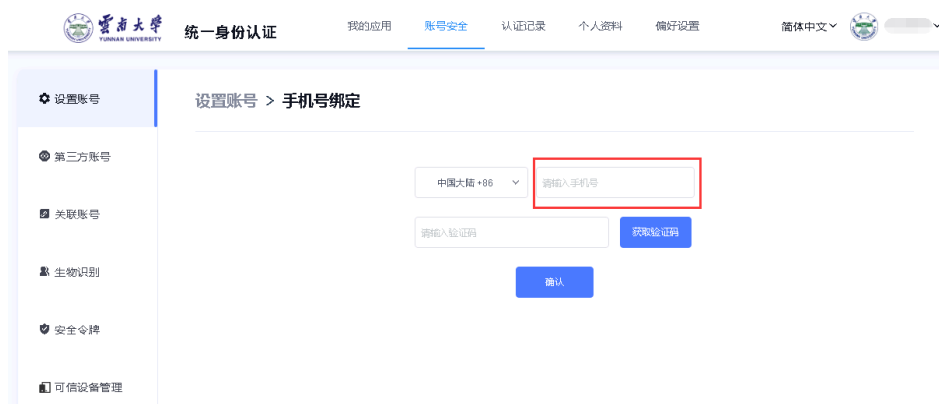 雲南大學 统一身份认证 我的应用 账号安全 认证记录 个人资料 偏好设置 简体中文
YUNNAN UNIVERSITY
设置账号
设置账号 > 手机号绑定
第三方账号
中国大陆 +86 请输入手机号
关联账号
请输入验证码 获取验证码
生物识别
确认
安全令牌
可信设备管理